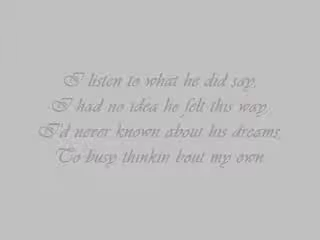 I listen to what he did say,
I had no idea he felt this way,
I'd never known about his dreams,
To busy thinkin bout my own